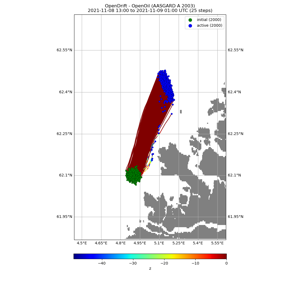 OpenDrift - OpenOil (AASGARD A 2003)
2021-11-08 13:00 to 2021-11-09 01:00 UTC (25 steps)
initial (2000)
active (2000)
62.55°N 62.55°N
62.4°N 62.4°N
62.25°N 62.25°N
62.1°N 62.1°N
61.95°N 61.95°N
4.5°E 4.65°E 4.8°E 4.95°E 5.1°E 5.25°E 5.4°E 5.55°E
−40 −30 −20 −10 0
z